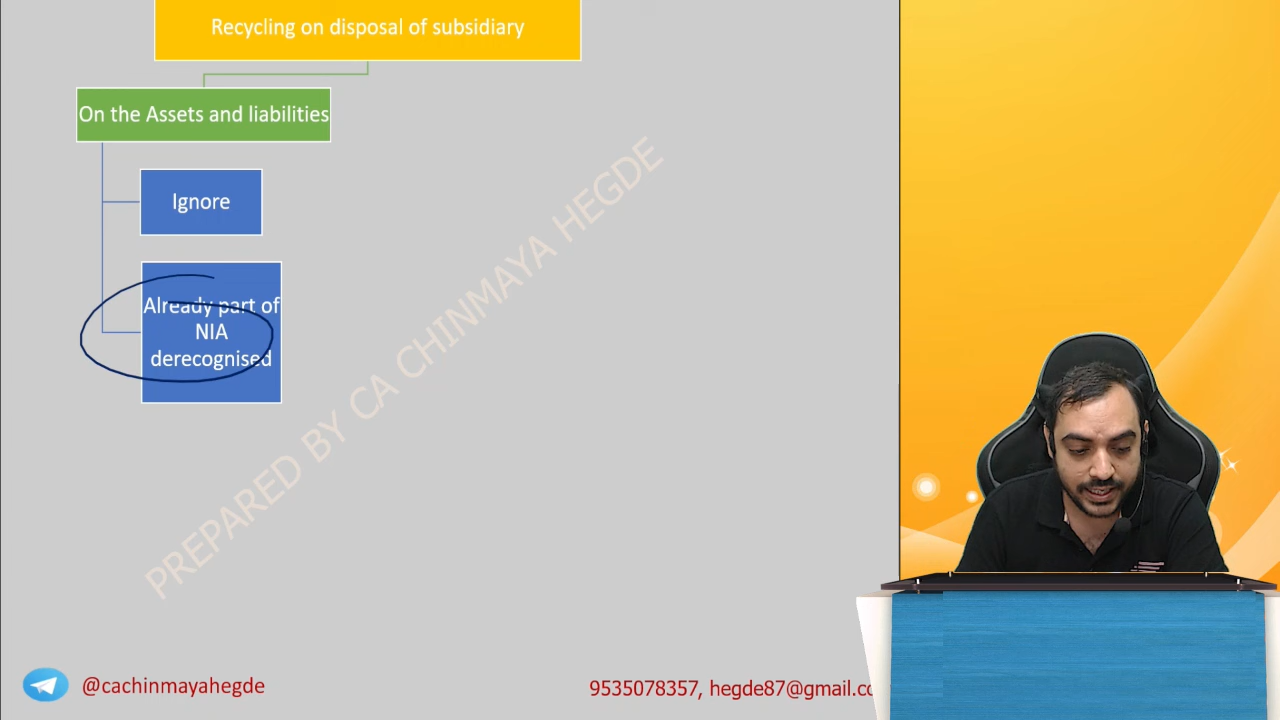 Recycling on disposal of subsidiary
On the Assets and liabilities
Ignore
Already part of
NIA
derecognised
PREPARED BY CA CHINMAYA HEGDE
@cachinmayahegde
9535078357, hegde87@gmail.co